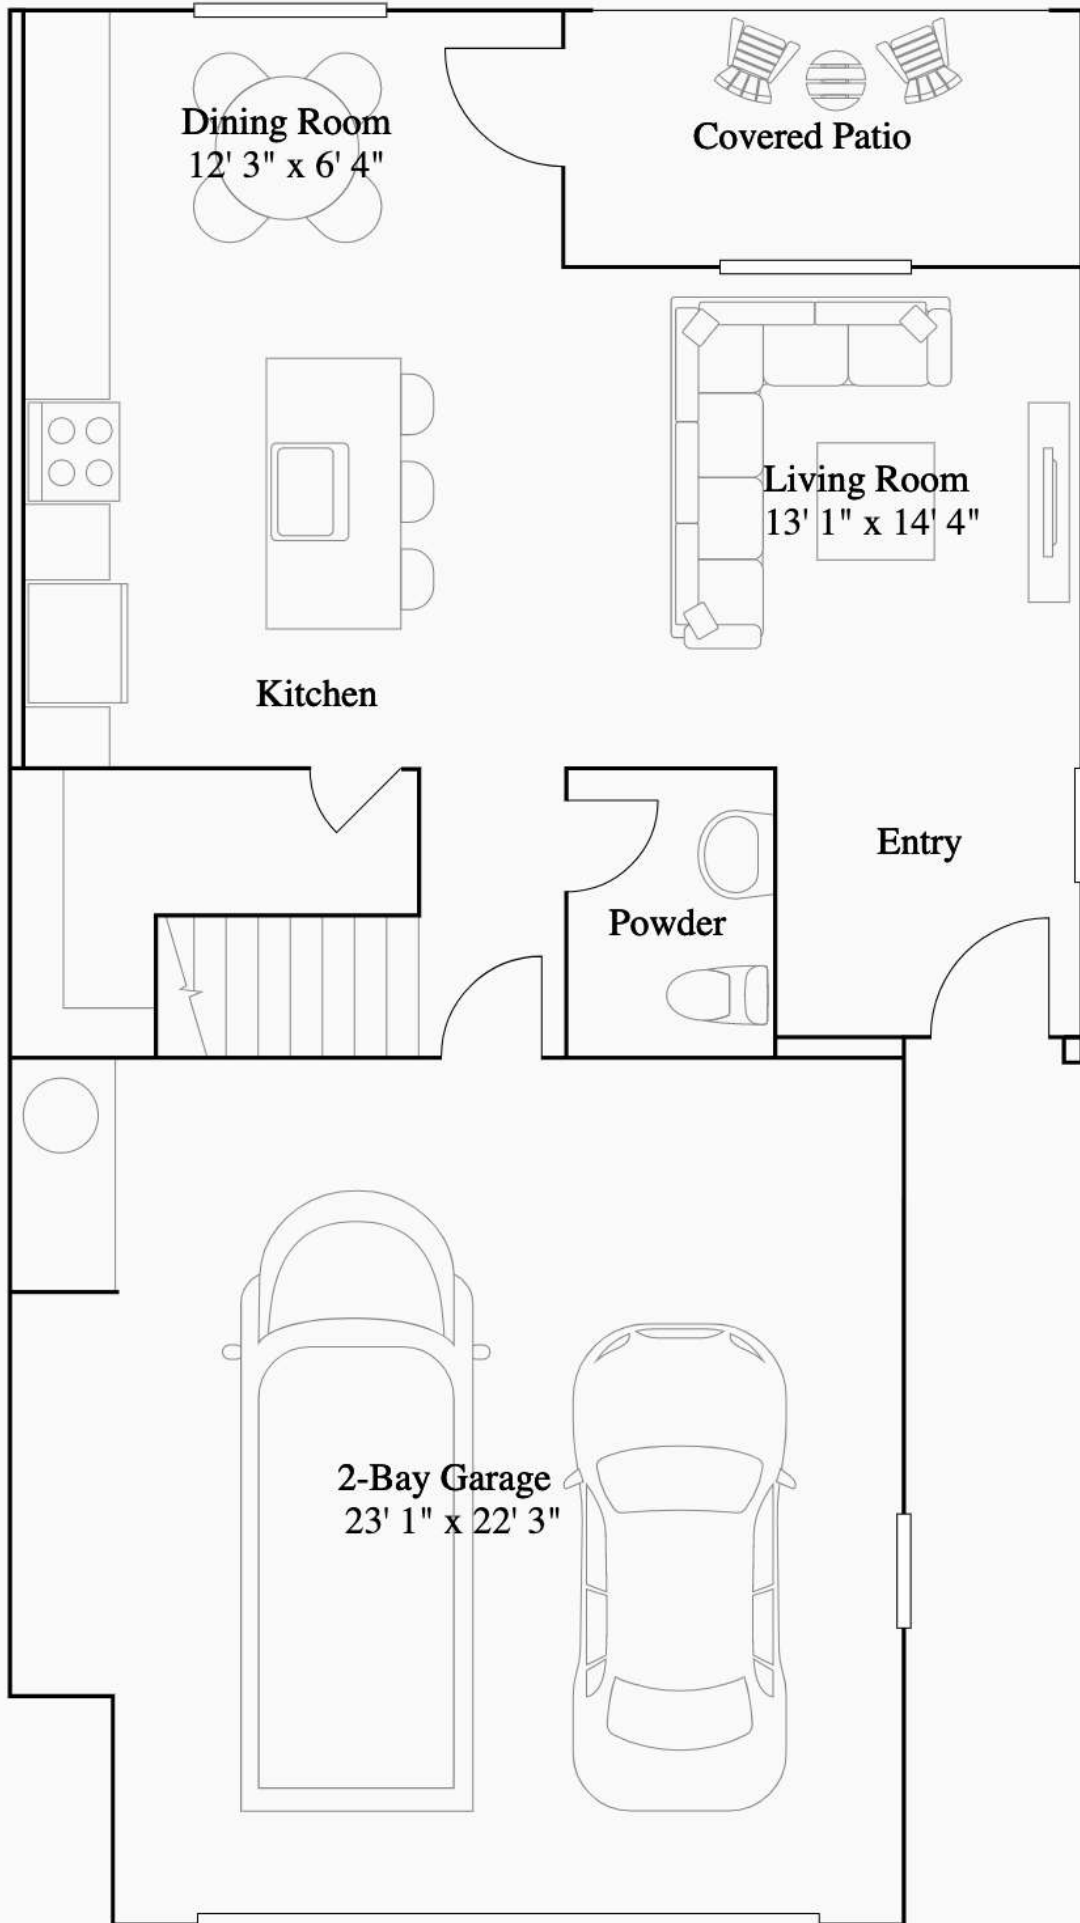 Dining Room
12' 3" x 6' 4"
Covered Patio
Living Room
13' 1" x 14' 4"
Kitchen
Entry
Powder
2-Bay Garage
23' 1" x 22' 3"